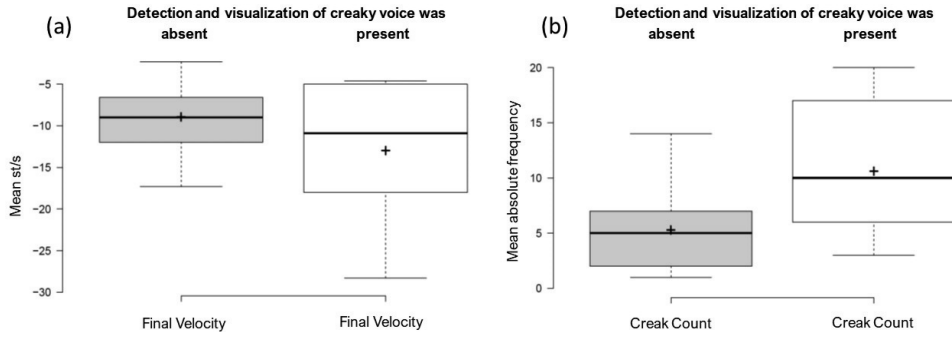 (a)
Detection and visualization of creaky voice was
absent present
Mean st/s
−5
−10
−15
−20
−25
−30
Final Velocity Final Velocity
(b)
Detection and visualization of creaky voice was
absent present
Mean absolute frequency
20
15
10
5
0
Creak Count Creak Count